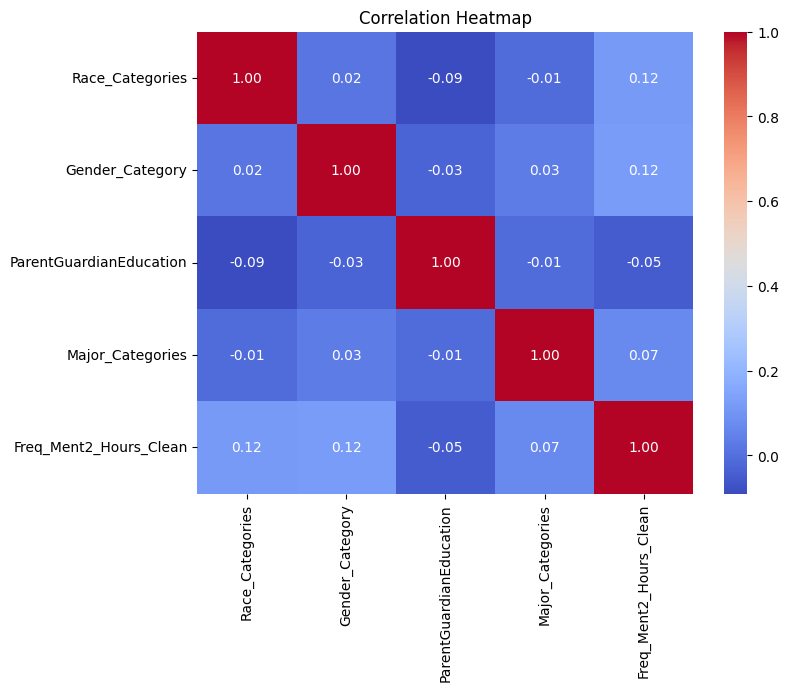 Correlation Heatmap
Race_Categories 1.00 0.02 -0.09 -0.01 0.12
Gender_Category 0.02 1.00 -0.03 0.03 0.12
ParentGuardianEducation -0.09 -0.03 1.00 -0.01 -0.05
Major_Categories -0.01 0.03 -0.01 1.00 0.07
Freq_Ment2_Hours_Clean 0.12 0.12 -0.05 0.07 1.00
Race_Categories
Gender_Category
ParentGuardianEducation
Major_Categories
Freq_Ment2_Hours_Clean
1.0
0.8
0.6
0.4
0.2
0.0